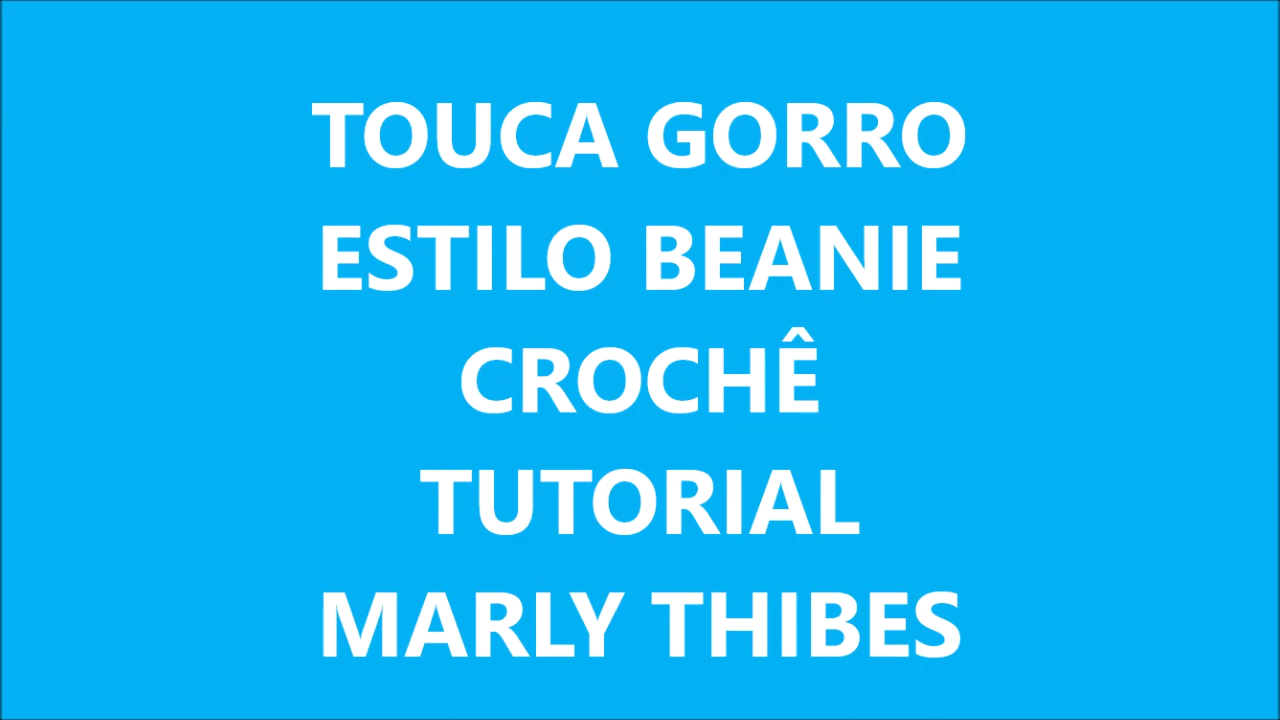 TOUCA GORRO
ESTILO BEANIE
CROCHÊ
TUTORIAL
MARLY THIBES